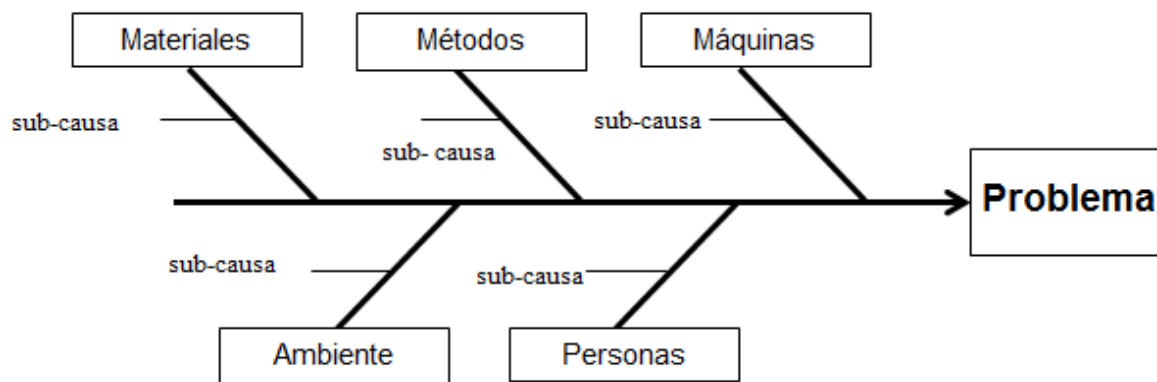 Materiales
Métodos
Máquinas
sub-causa
sub- causa
sub-causa
Problema
sub-causa
sub-causa
Ambiente
Personas